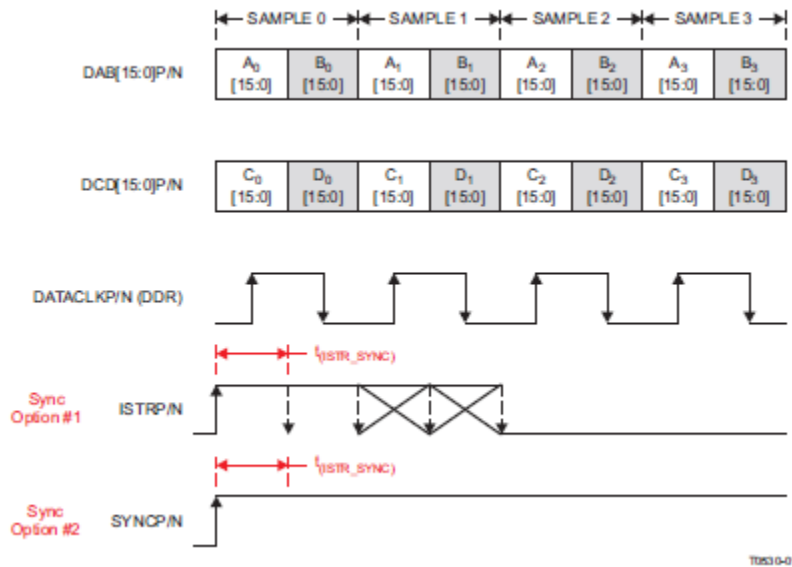 SAMPLE 0 SAMPLE 1 SAMPLE 2 SAMPLE 3
DAB[15:0]P/N
A0 B0 A1 B1 A2 B2 A3 B3
[15:0] [15:0] [15:0] [15:0] [15:0] [15:0] [15:0] [15:0]
DCD[15:0]P/N
C0 D0 C1 D1 C2 D2 C3 D3
[15:0] [15:0] [15:0] [15:0] [15:0] [15:0] [15:0] [15:0]
DATACLKP/N (DDR)
t(ISTR_SYNC)
Sync
Option #1
ISTRP/N
t(ISTR_SYNC)
Sync
Option #2
SYNCP/N
T0530-0